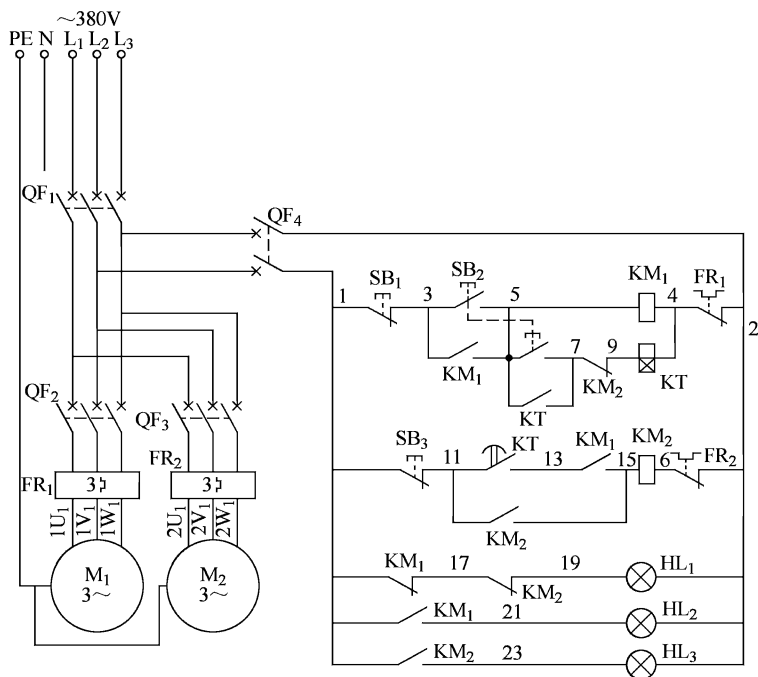 ～380V
PE N L₁ L₂ L₃
QF₁
QF₄
1
SB₁
3
SB₂
5
KM₁
4
FR₁
2
KM₁
7
9
KM₂
KT
KT
QF₂
QF₃
SB₃
11
KT
13
KM₁
15
KM₂
6
FR₂
KM₂
FR₁
3
FR₂
3
1U₁
1V₁
1W₁
2U₁
2V₁
2W₁
M₁
3～
M₂
3～
KM₁
17
KM₂
19
HL₁
KM₁
21
HL₂
KM₂
23
HL₃